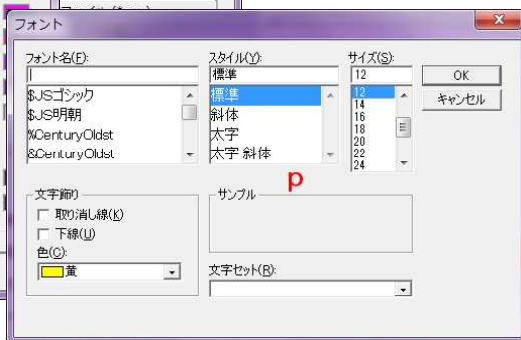 フォント
フォント名(F):
$JSゴシック
$JS明朝
%CenturyOldst
&CenturyOldst
スタイル(Y):
標準
標準
斜体
太字
太字 斜体
サイズ(S):
12
12
14
16
18
20
22
24
OK
キャンセル
p
文字飾り
取り消し線(K)
下線(U)
色(C):
黄
サンプル
文字セット(R):